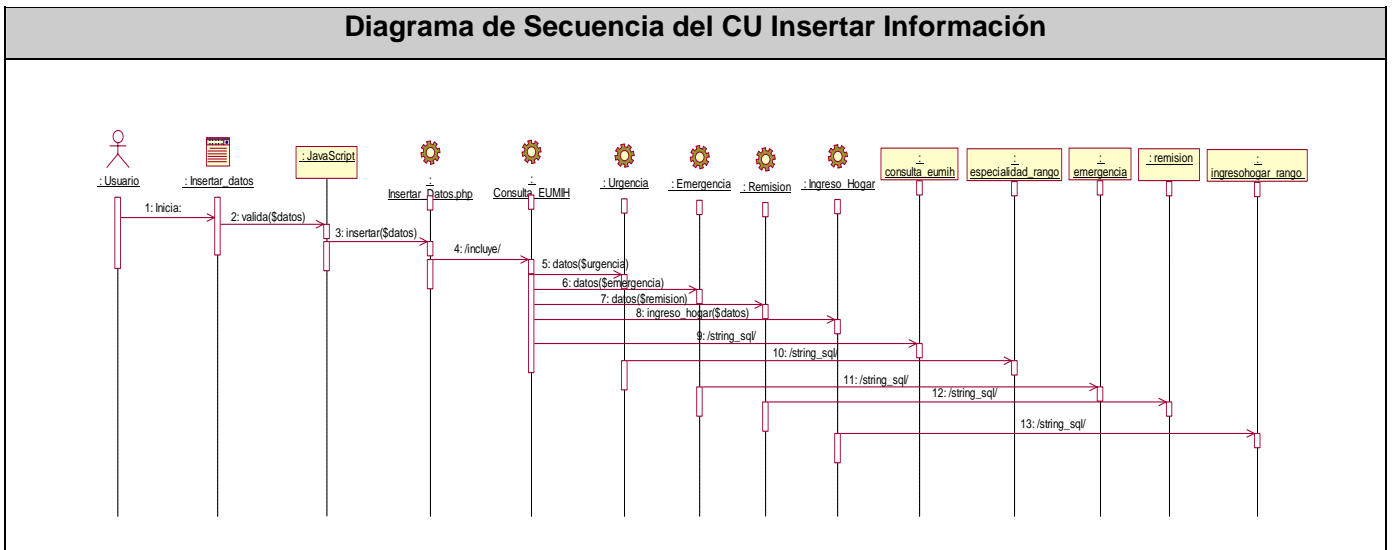 Diagrama de Secuencia del CU Insertar Información
: Usuario
: Insertar_datos
: JavaScript
:
Insertar_Datos.php
:
Consulta_EUMIH
: Urgencia
: Emergencia
: Remision
: Ingreso_Hogar
:
consulta_eumih
:
especialidad_rango
:
emergencia
: remision
:
ingresohogar_rango
1: Inicia:
2: valida($datos)
3: insertar($datos)
4: /incluye/
5: datos($urgencia)
6: datos($emergencia)
7: datos($remision)
8: ingreso_hogar($datos)
9: /string_sql/
10: /string_sql/
11: /string_sql/
12: /string_sql/
13: /string_sql/